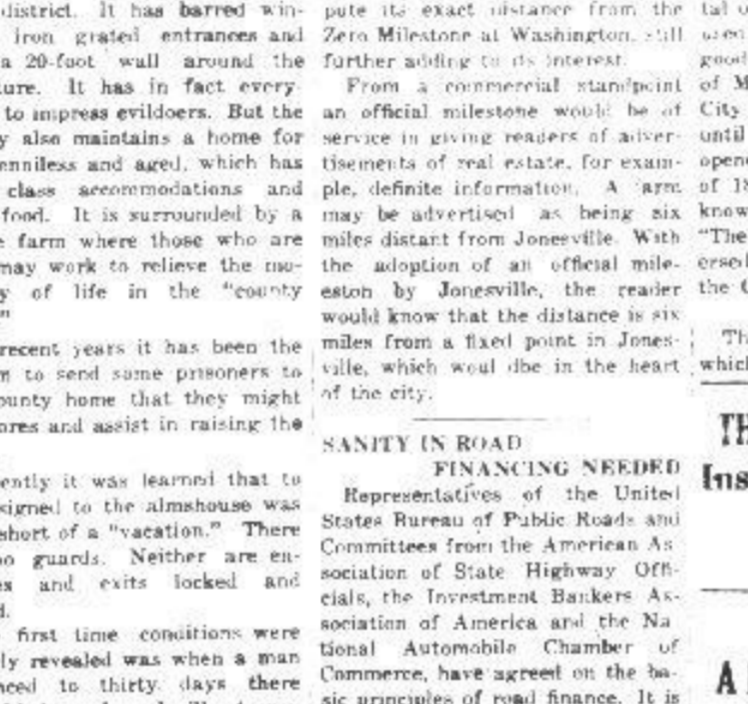 district. It has barred win-
iron grated entrances and
a 20-foot wall around the
ture. It has in fact every-
to impress evildoers. But the
y also maintains a home for
enniless and aged, which has
class accommodations and
food. It is surrounded by a
e farm where those who are
may work to relieve the mo-
y of life in the "county
"
recent years it has been the
m to send some prisoners to
ounty home that they might
ores and assist in raising the
ently it was learned that to
signed to the almshouse was
short of a "vacation." There
no guards. Neither are en-
es and exits locked and
d.
first time conditions were
ly revealed was when a man
nced to thirty days there
pute its exact distance from the
Zero Milestone at Washington, still
further adding to its interest.
From a commercial standpoint
an official milestone would be of
service in giving readers of adver-
tisements of real estate, for exam-
ple, definite information. A farm
may be advertised as being six
miles distant from Jonesville. With
the adoption of an official mile-
eston by Jonesville, the reader
would know that the distance is six
miles from a fixed point in Jones-
ville, which woul dbe in the heart
of the city.
SANITY IN ROAD
FINANCING NEEDED
Representatives of the United
States Bureau of Public Roads and
Committees from the American As
sociation of State Highway Offi-
cials, the Investment Bankers As-
sociation of America and the Na
tional Automobile Chamber of
Commerce, have agreed on the ba-
sic principles of road finance. It is
tal o
used
good
of M
City
until
opene
of 18
know
"The
ersed
the C
Th
which
TH
Ins
A